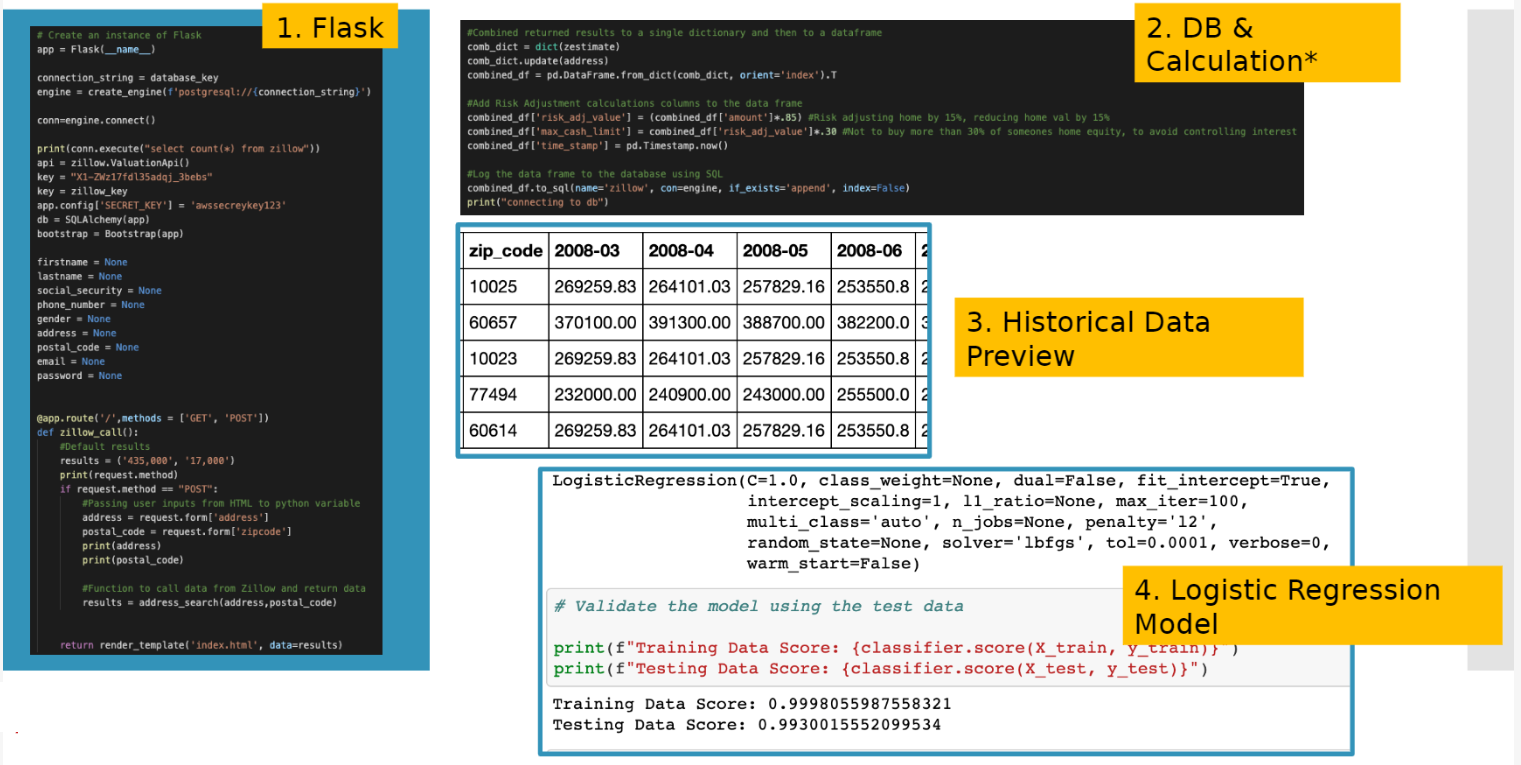 1. Flask
# Create an instance of Flask
app = Flask(__name__)
connection_string = database_key
engine = create_engine(f'postgresql://{connection_string}')
conn=engine.connect()
print(conn.execute("select count(*) from zillow"))
api = zillow.ValuationApi()
key = "X1-ZWz17fdl35adqj_3bebs"
key = zillow_key
app.config['SECRET_KEY'] = 'awssecreykey123'
db = SQLAlchemy(app)
bootstrap = Bootstrap(app)
firstname = None
lastname = None
social_security = None
phone_number = None
gender = None
address = None
postal_code = None
email = None
password = None
@app.route('/',methods = ['GET', 'POST'])
def zillow_call():
#Default results
results = ('435,000', '17,000')
print(request.method)
if request.method == "POST":
#Passing user inputs from HTML to python variable
address = request.form['address']
postal_code = request.form['zipcode']
print(address)
print(postal_code)
#Function to call data from Zillow and return data
results = address_search(address,postal_code)
return render_template('index.html', data=results)
2. DB &
Calculation*
#Combined returned results to a single dictionary and then to a dataframe
comb_dict = dict(zestimate)
comb_dict.update(address)
combined_df = pd.DataFrame.from_dict(comb_dict, orient='index').T
#Add Risk Adjustment calculations columns to the data frame
combined_df['risk_adj_value'] = (combined_df['amount']*.85) #Risk adjusting home by 15%, reducing home val by 15%
combined_df['max_cash_limit'] = combined_df['risk_adj_value']*.30 #Not to buy more than 30% of someones home equity, to avoid controlling interest
combined_df['time_stamp'] = pd.Timestamp.now()
#Log the data frame to the database using SQL
combined_df.to_sql(name='zillow', con=engine, if_exists='append', index=False)
print("connecting to db")
zip_code 2008-03 2008-04 2008-05 2008-06 2
10025 269259.83 264101.03 257829.16 253550.8 2
60657 370100.00 391300.00 388700.00 382200.0 3
10023 269259.83 264101.03 257829.16 253550.8 2
77494 232000.00 240900.00 243000.00 255500.0 2
60614 269259.83 264101.03 257829.16 253550.8 2
3. Historical Data
Preview
LogisticRegression(C=1.0, class_weight=None, dual=False, fit_intercept=True,
intercept_scaling=1, l1_ratio=None, max_iter=100,
multi_class='auto', n_jobs=None, penalty='l2',
random_state=None, solver='lbfgs', tol=0.0001, verbose=0,
warm_start=False)
4. Logistic Regression
Model
# Validate the model using the test data
print(f"Training Data Score: {classifier.score(X_train, y_train)}")
print(f"Testing Data Score: {classifier.score(X_test, y_test)}")
Training Data Score: 0.9998055987558321
Testing Data Score: 0.9930015552099534